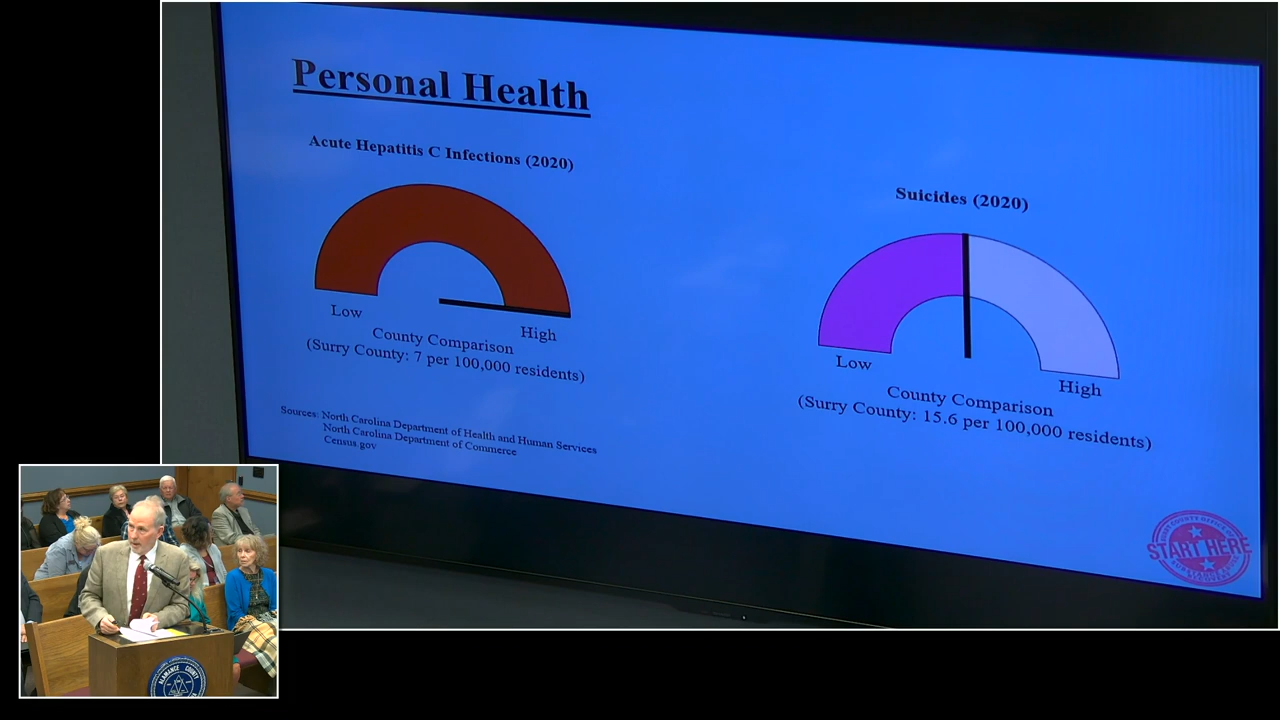 Personal Health
Acute Hepatitis C Infections (2020)
Low
High
County Comparison
(Surry County: 7 per 100,000 residents)
Sources: North Carolina Department of Health and Human Services
North Carolina Department of Commerce
Census.gov
Suicides (2020)
Low
High
County Comparison
(Surry County: 15.6 per 100,000 residents)
START HERE
ALAMANCE COUNTY